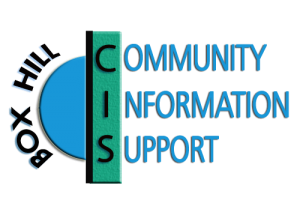 BOX HILL
COMMUNITY
INFORMATION
SUPPORT